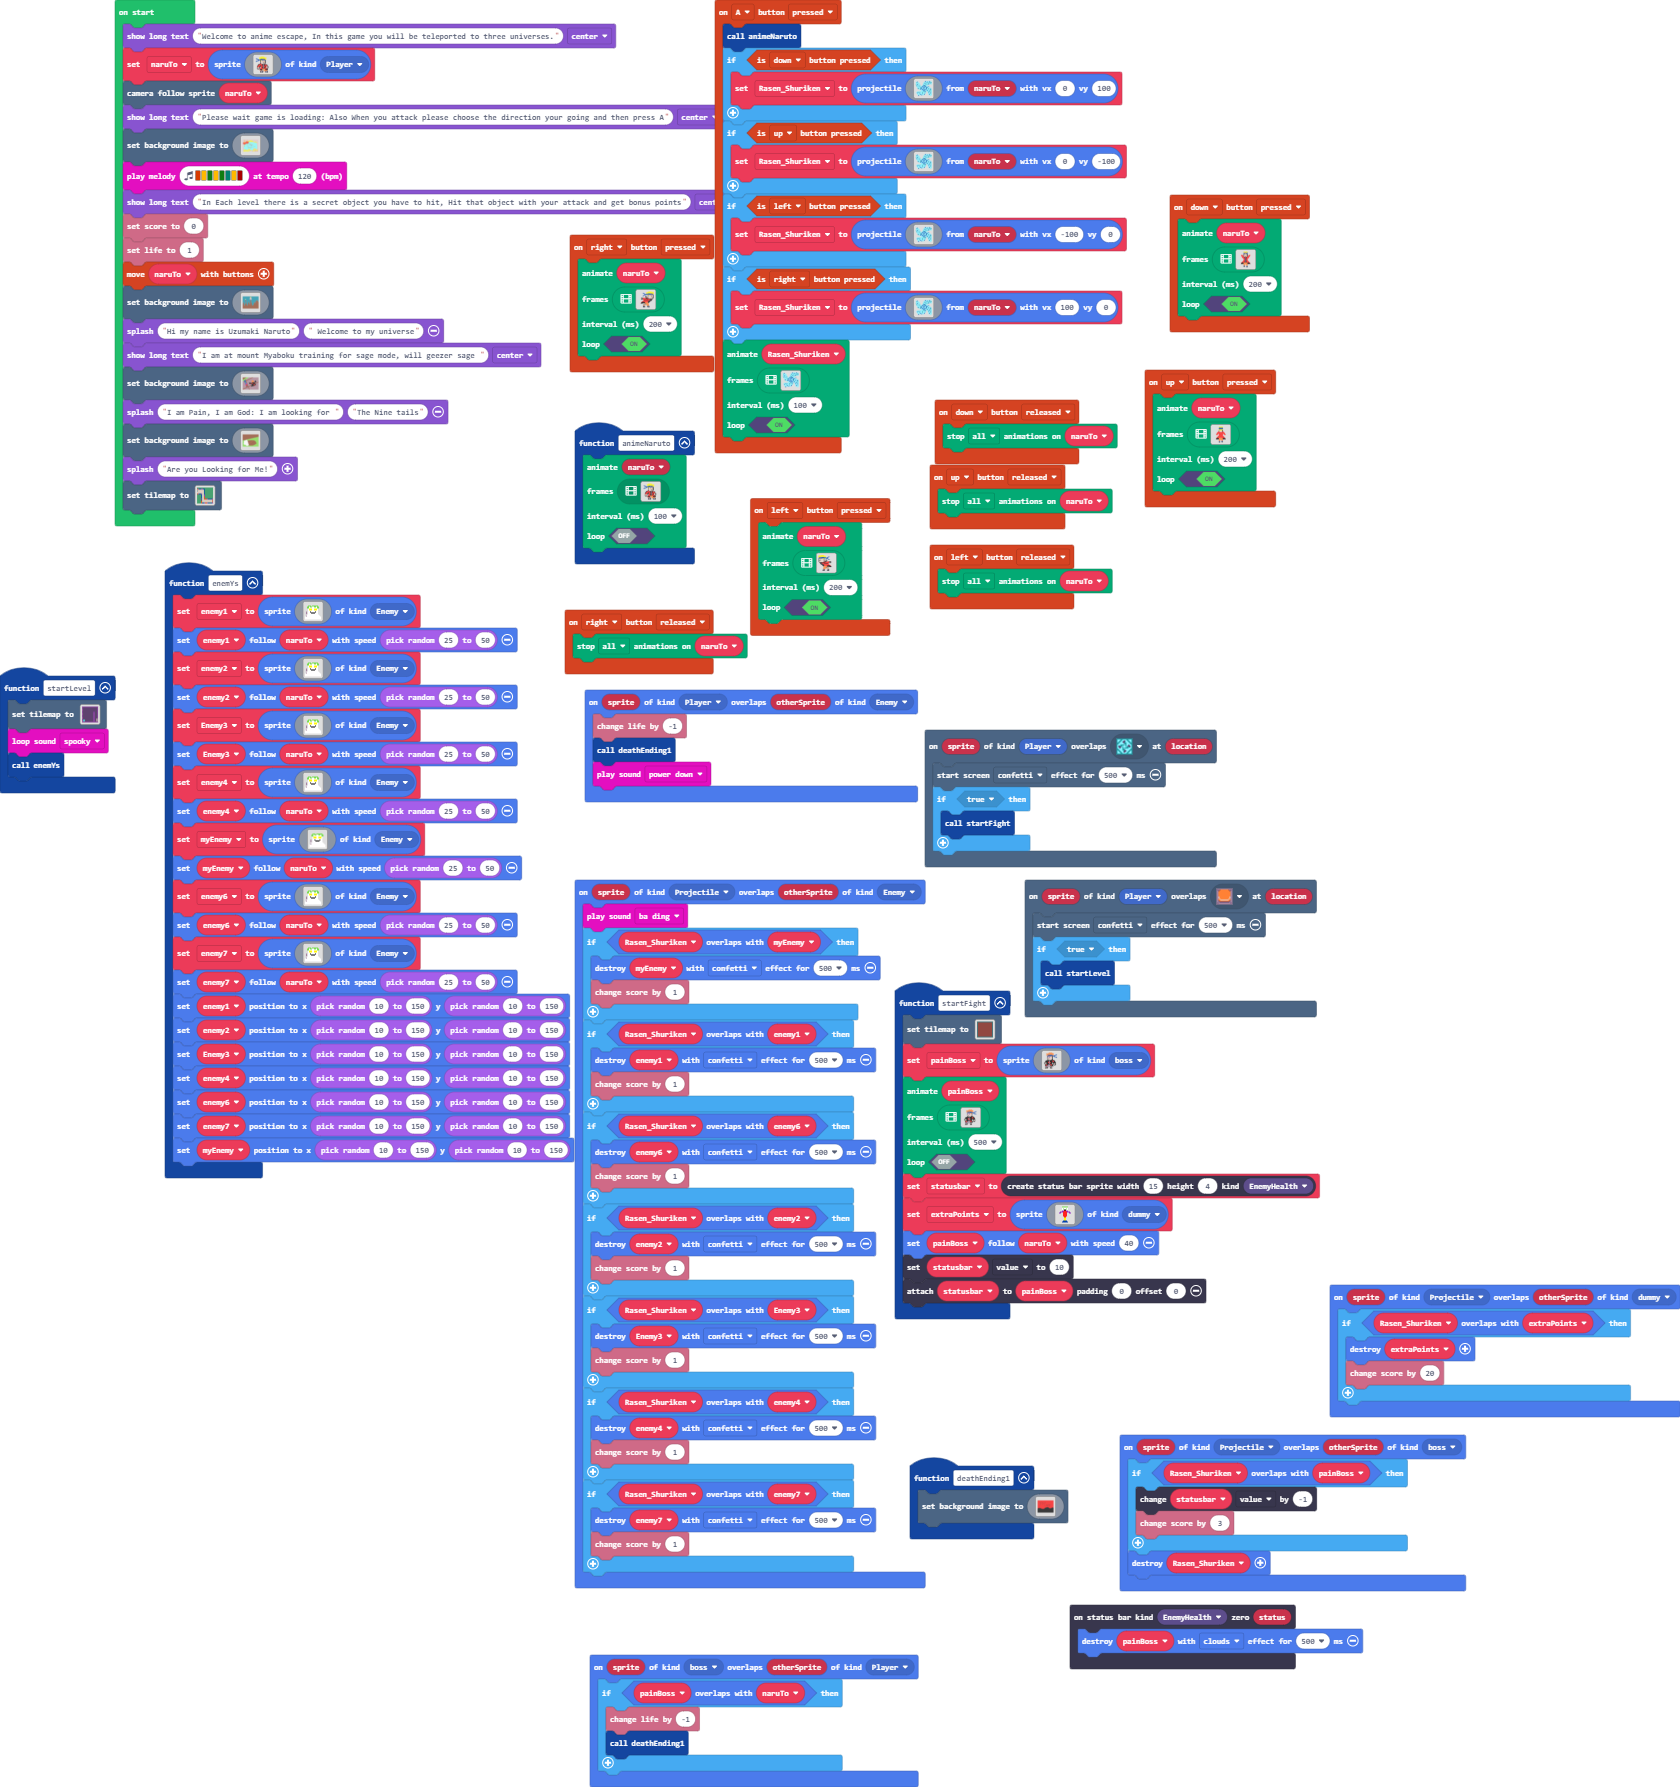 on start
show long text "Welcome to anime escape, In this game you will be teleported to three universes." center
set naruTo to sprite of kind Player
camera follow sprite naruTo
show long text "Please wait game is loading: Also When you attack please choose the direction your going and then press A" center
set background image to
play melody at tempo 120 (bpm)
show long text "In Each level there is a secret object you have to hit, Hit that object with your attack and get bonus points"
set score to 0
set life to 1
move naruTo with buttons
set background image to
splash "Hi my name is Uzumaki Naruto" " Welcome to my universe"
show long text "I am at mount Myaboku training for sage mode, will geezer sage " center
set background image to
splash "I am Pain, I am God: I am looking for " "The Nine tails"
set background image to
splash "Are you Looking for Me!"
set tilemap to
on A button pressed
call animeNaruto
if is down button pressed then
set Rasen_Shuriken to projectile from naruTo with vx 0 vy 100
if is up button pressed then
set Rasen_Shuriken to projectile from naruTo with vx 0 vy -100
if is left button pressed then
set Rasen_Shuriken to projectile from naruTo with vx -100 vy 0
if is right button pressed then
set Rasen_Shuriken to projectile from naruTo with vx 100 vy 0
animate Rasen_Shuriken
frames
interval (ms) 100
loop ON
on right button pressed
animate naruTo
frames
interval (ms) 200
loop ON
on down button pressed
animate naruTo
frames
interval (ms) 200
loop ON
on up button pressed
animate naruTo
frames
interval (ms) 200
loop ON
function animeNaruto
animate naruTo
frames
interval (ms) 100
loop OFF
on left button pressed
animate naruTo
frames
interval (ms) 200
loop ON
on down button released
stop all animations on naruTo
on up button released
stop all animations on naruTo
on left button released
stop all animations on naruTo
on right button released
stop all animations on naruTo
function startLevel
set tilemap to
loop sound spooky
call enemYs
function enemYs
set enemy1 to sprite of kind Enemy
set enemy1 follow naruTo with speed pick random 25 to 50
set enemy2 to sprite of kind Enemy
set enemy2 follow naruTo with speed pick random 25 to 50
set Enemy3 to sprite of kind Enemy
set Enemy3 follow naruTo with speed pick random 25 to 50
set enemy4 to sprite of kind Enemy
set enemy4 follow naruTo with speed pick random 25 to 50
set myEnemy to sprite of kind Enemy
set myEnemy follow naruTo with speed pick random 25 to 50
set enemy6 to sprite of kind Enemy
set enemy6 follow naruTo with speed pick random 25 to 50
set enemy7 to sprite of kind Enemy
set enemy7 follow naruTo with speed pick random 25 to 50
set enemy1 position to x pick random 10 to 150 y pick random 10 to 150
set enemy2 position to x pick random 10 to 150 y pick random 10 to 150
set Enemy3 position to x pick random 10 to 150 y pick random 10 to 150
set enemy4 position to x pick random 10 to 150 y pick random 10 to 150
set enemy6 position to x pick random 10 to 150 y pick random 10 to 150
set enemy7 position to x pick random 10 to 150 y pick random 10 to 150
set myEnemy position to x pick random 10 to 150 y pick random 10 to 150
on sprite of kind Player overlaps otherSprite of kind Enemy
change life by -1
call deathEnding1
play sound power down
on sprite of kind Player overlaps at location
start screen confetti effect for 500 ms
if true then
call startFight
on sprite of kind Player overlaps at location
start screen confetti effect for 500 ms
if true then
call startLevel
on sprite of kind Projectile overlaps otherSprite of kind Enemy
play sound ba ding
if Rasen_Shuriken overlaps with myEnemy then
destroy myEnemy with confetti effect for 500 ms
change score by 1
if Rasen_Shuriken overlaps with enemy1 then
destroy enemy1 with confetti effect for 500 ms
change score by 1
if Rasen_Shuriken overlaps with enemy6 then
destroy enemy6 with confetti effect for 500 ms
change score by 1
if Rasen_Shuriken overlaps with enemy2 then
destroy enemy2 with confetti effect for 500 ms
change score by 1
if Rasen_Shuriken overlaps with Enemy3 then
destroy Enemy3 with confetti effect for 500 ms
change score by 1
if Rasen_Shuriken overlaps with enemy4 then
destroy enemy4 with confetti effect for 500 ms
change score by 1
if Rasen_Shuriken overlaps with enemy7 then
destroy enemy7 with confetti effect for 500 ms
change score by 1
function startFight
set tilemap to
set painBoss to sprite of kind boss
animate painBoss
frames
interval (ms) 500
loop OFF
set statusbar to create status bar sprite width 15 height 4 kind EnemyHealth
set extraPoints to sprite of kind dummy
set painBoss follow naruTo with speed 40
set statusbar value to 10
attach statusbar to painBoss padding 0 offset 0
on sprite of kind Projectile overlaps otherSprite of kind dummy
if Rasen_Shuriken overlaps with extraPoints then
destroy extraPoints
change score by 20
function deathEnding1
set background image to
on sprite of kind Projectile overlaps otherSprite of kind boss
if Rasen_Shuriken overlaps with painBoss then
change statusbar value by -1
change score by 3
destroy Rasen_Shuriken
on status bar kind EnemyHealth zero status
destroy painBoss with clouds effect for 500 ms
on sprite of kind boss overlaps otherSprite of kind Player
if painBoss overlaps with naruTo then
change life by -1
call deathEnding1